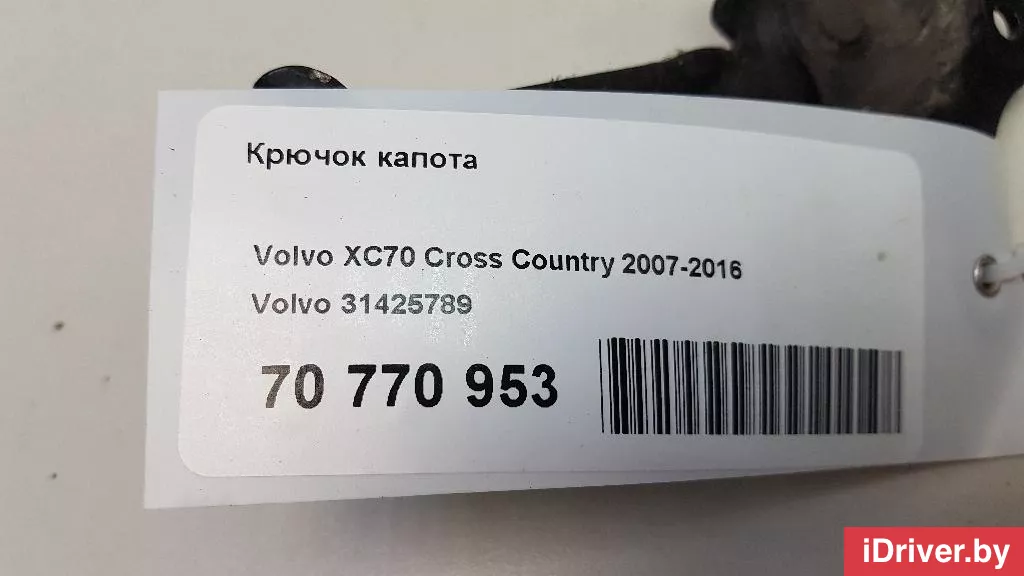 Крючок капота
Volvo XC70 Cross Country 2007-2016
Volvo 31425789
70 770 953
iDriver.by